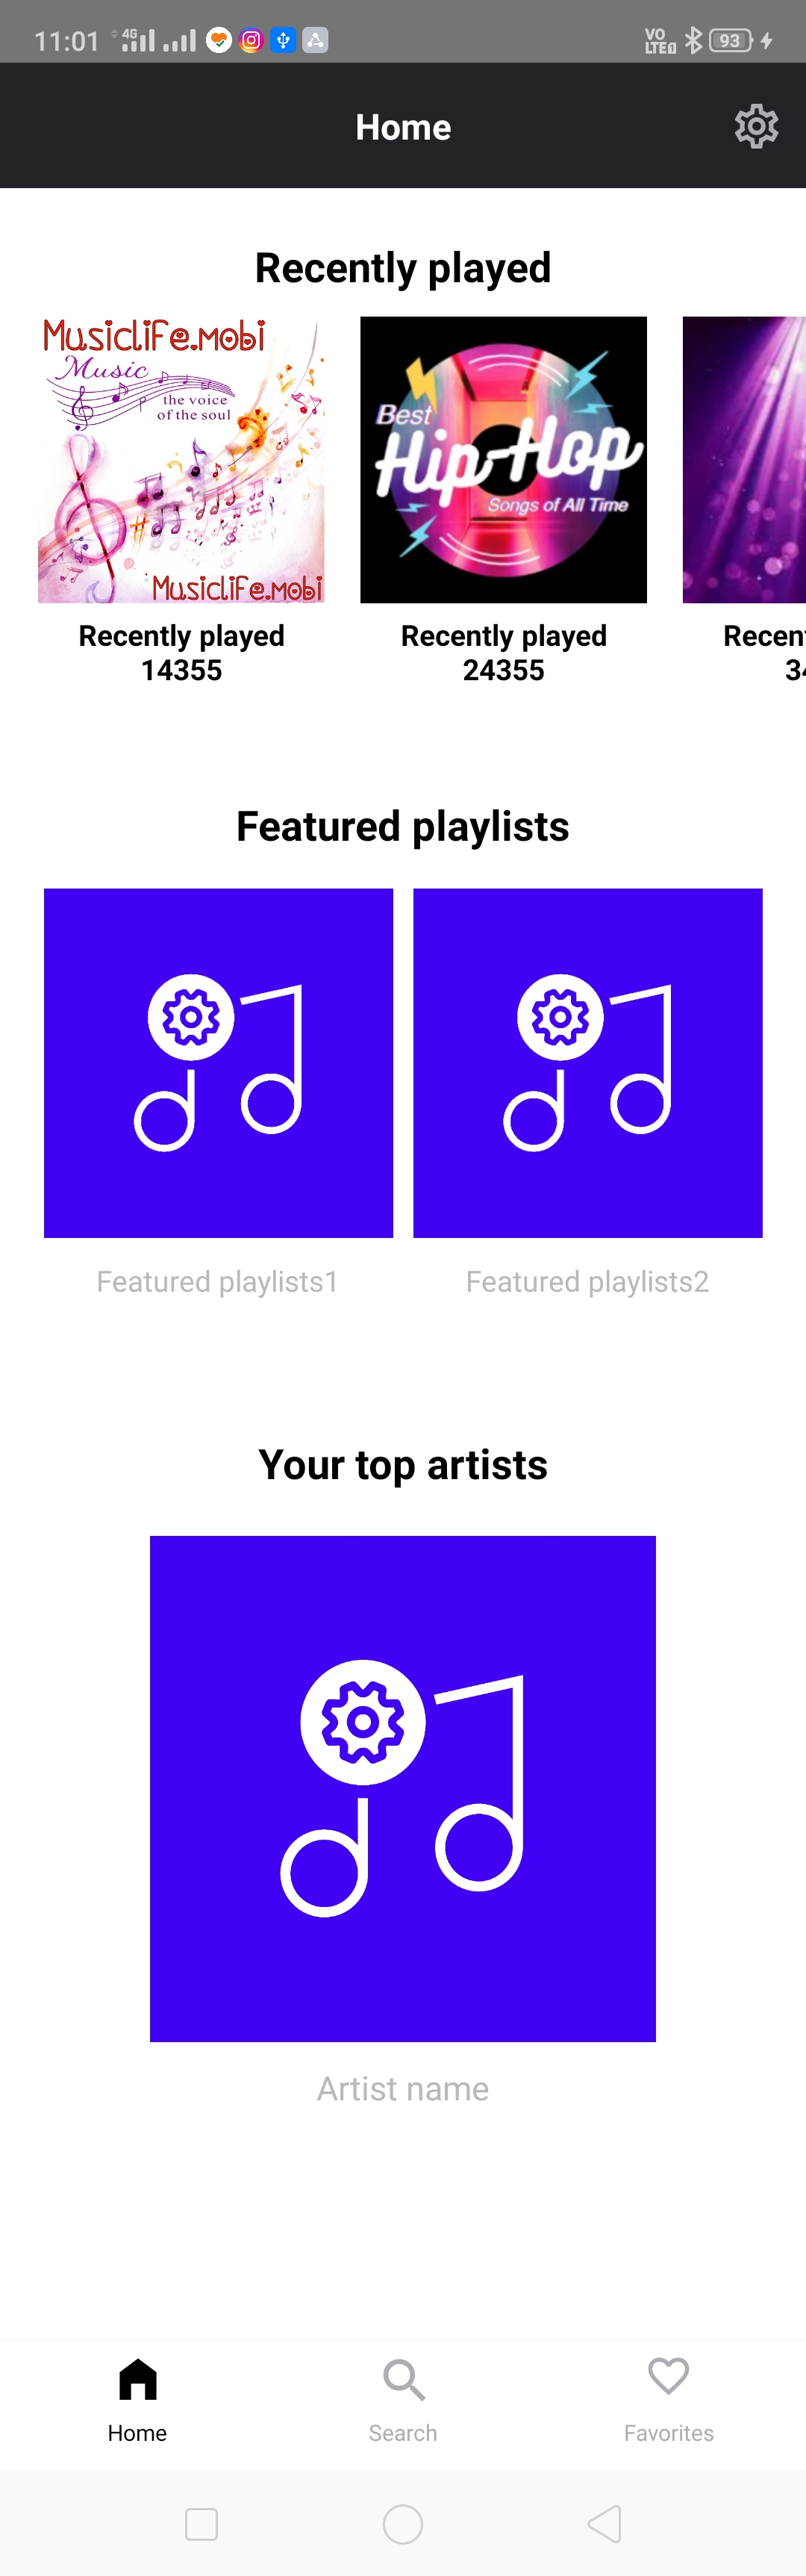 11:01 4G VO LTE1 93
Home
Recently played
Musiclife.mobi
Music
the voice
of the soul
Musiclife.mobi
Best
Hip-Hop
Songs of All Time
Recently played
14355
Recently played
24355
Recen
34
Featured playlists
Featured playlists1
Featured playlists2
Your top artists
Artist name
Home
Search
Favorites